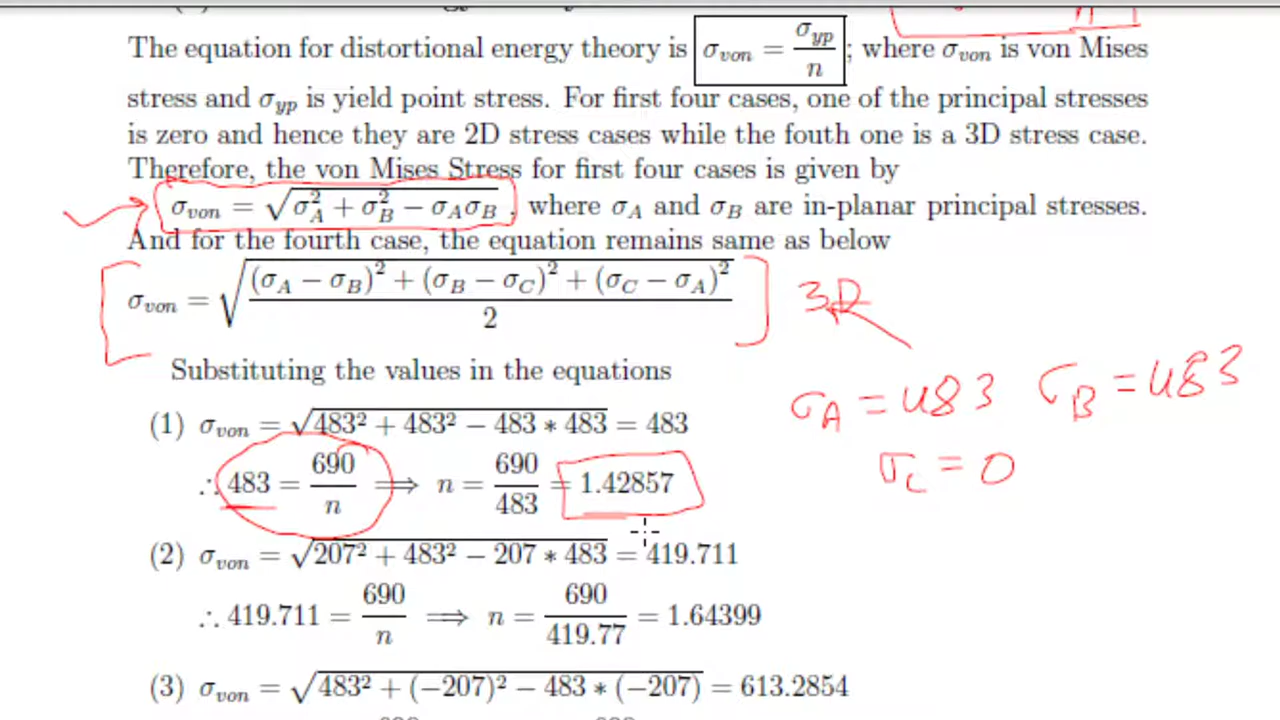 The equation for distortional energy theory is σ_von = σ_yp / n ; where σ_von is von Mises
stress and σ_yp is yield point stress. For first four cases, one of the principal stresses
is zero and hence they are 2D stress cases while the fouth one is a 3D stress case.
Therefore, the von Mises Stress for first four cases is given by
σ_von = √(σ_A² + σ_B² − σ_Aσ_B) , where σ_A and σ_B are in-planar principal stresses.
And for the fourth case, the equation remains same as below
σ_von = √(((σ_A − σ_B)² + (σ_B − σ_C)² + (σ_C − σ_A)²) / 2)
Substituting the values in the equations
σ_A = 483 σ_B = 483
(1) σ_von = √(483² + 483² − 483 ∗ 483) = 483
σ_C = 0
∴ 483 = 690 / n ⟹ n = 690 / 483 = 1.42857
(2) σ_von = √(207² + 483² − 207 ∗ 483) = 419.711
∴ 419.711 = 690 / n ⟹ n = 690 / 419.77 = 1.64399
(3) σ_von = √(483² + (−207)² − 483 ∗ (−207)) = 613.2854